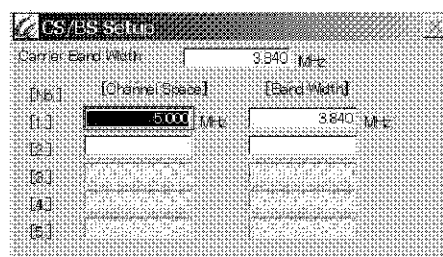 CS/BS Setup
Carrier Band Width 3.840 MHz
[No.] [Channel Space] [Band Width]
[1.] 5.000 MHz 3.840 MHz
[2.]
[3.]
[4.]
[5.]